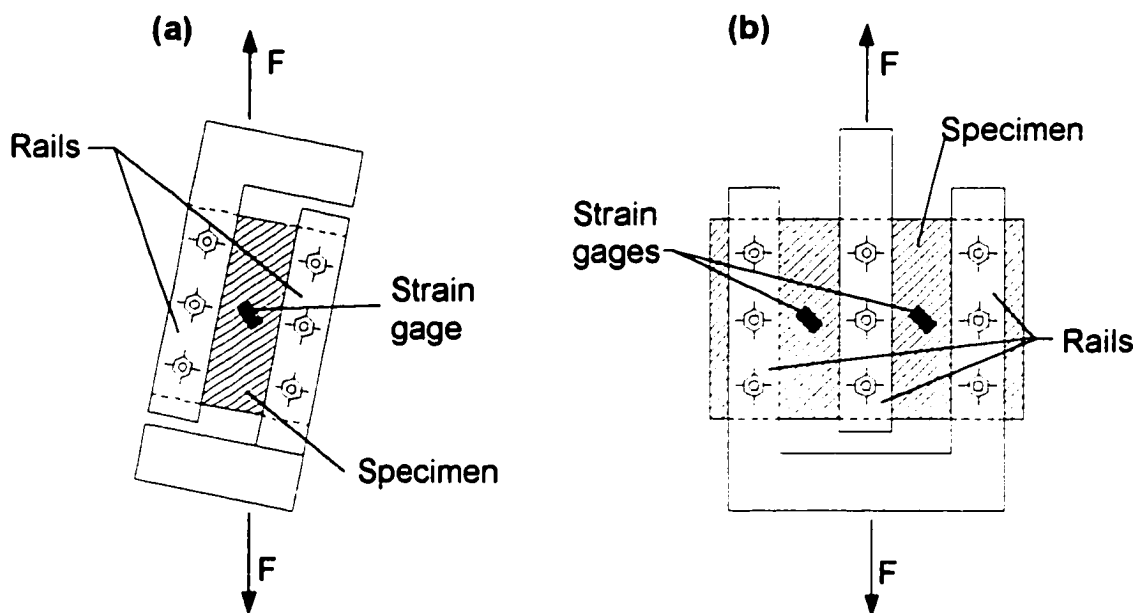 (a)
F
Rails
Strain
gage
Specimen
F
(b)
F
Specimen
Strain
gages
Rails
F